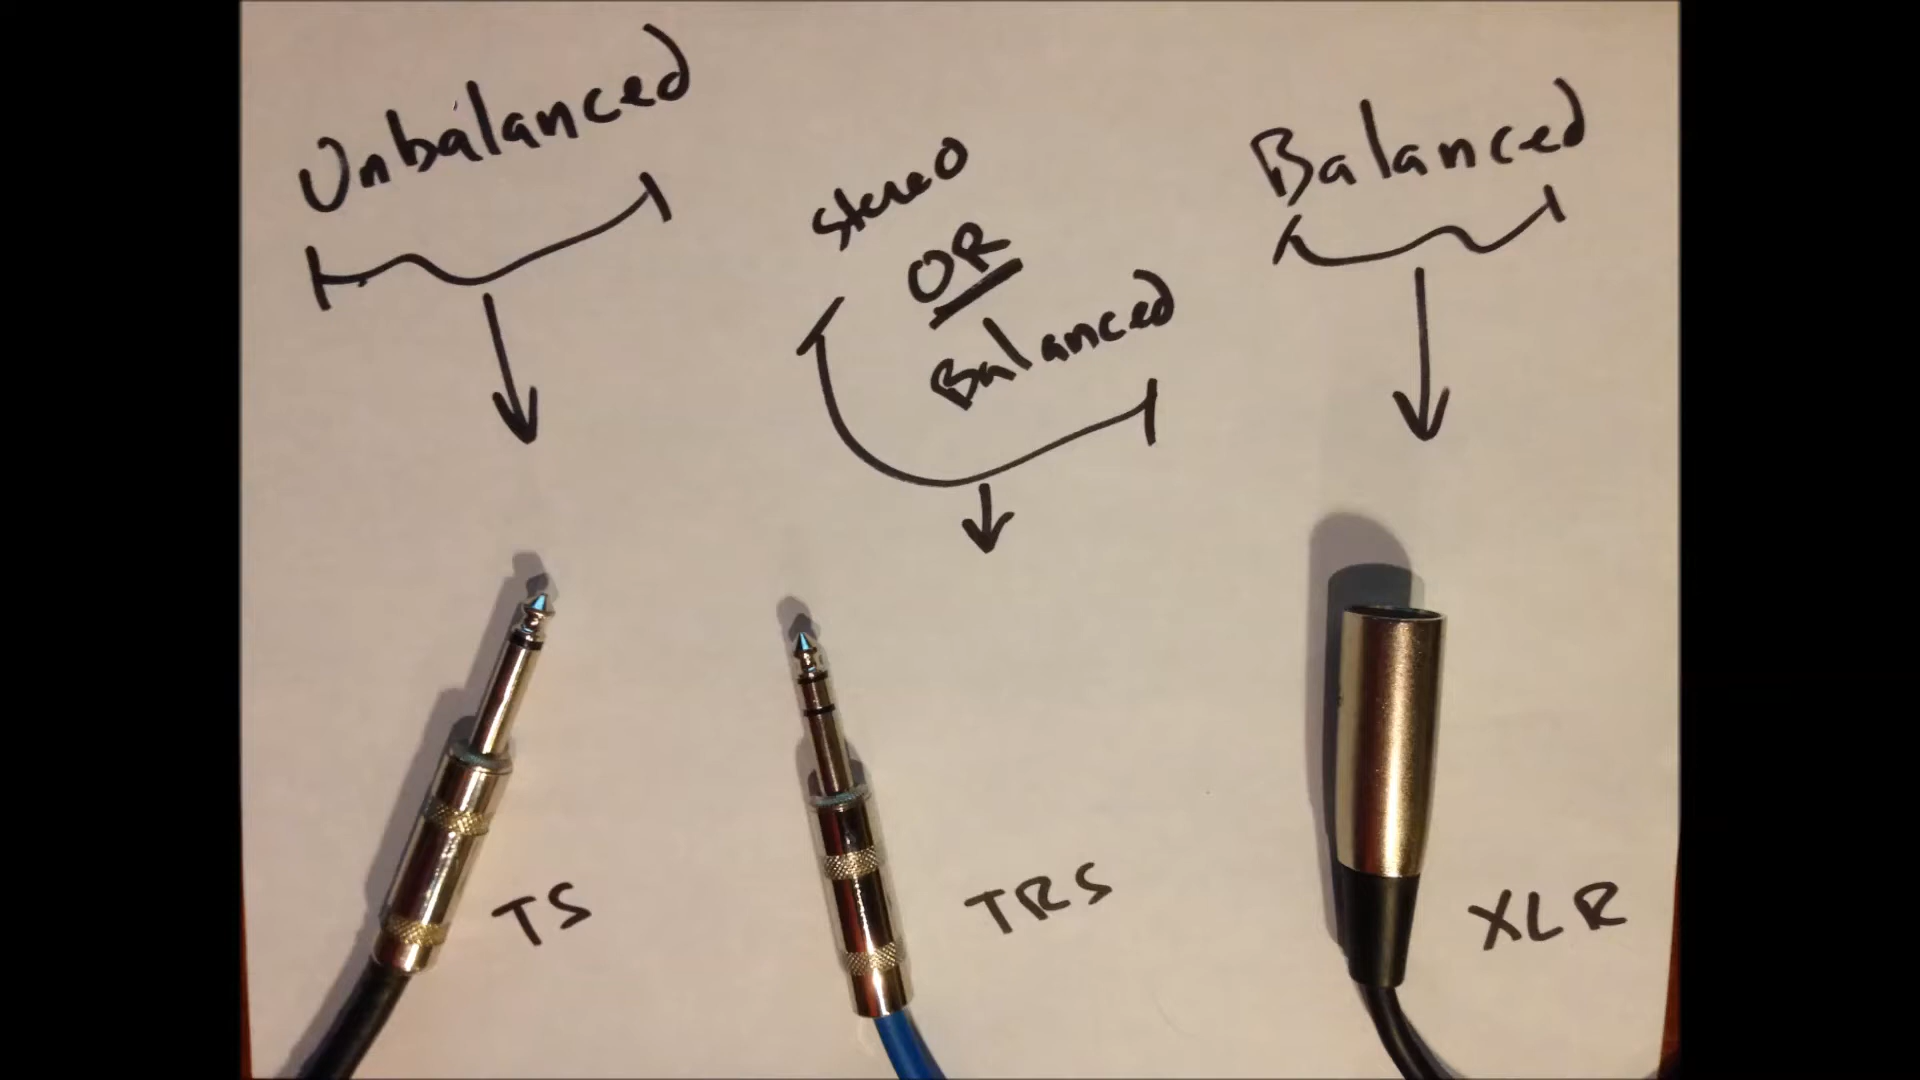 Unbalanced
stereo
OR
Balanced
Balanced
TS
TRS
XLR